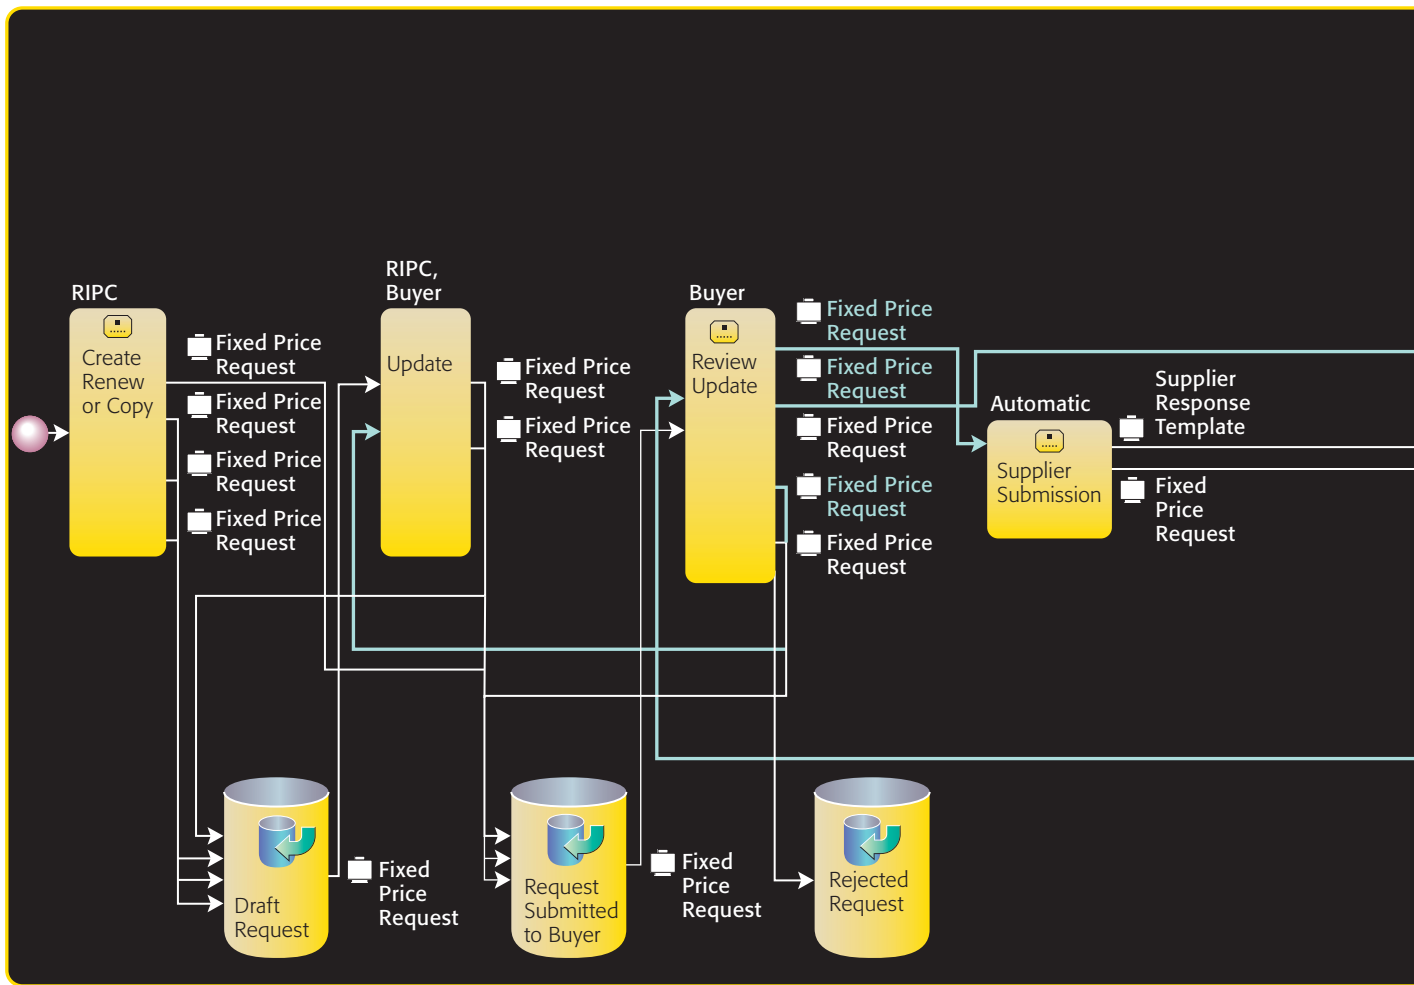 RIPC
Create
Renew
or Copy
Fixed Price
Request
Fixed Price
Request
Fixed Price
Request
Fixed Price
Request
RIPC,
Buyer
Update
Fixed Price
Request
Fixed Price
Request
Buyer
Review
Update
Fixed Price
Request
Fixed Price
Request
Fixed Price
Request
Fixed Price
Request
Fixed Price
Request
Automatic
Supplier
Submission
Supplier
Response
Template
Fixed
Price
Request
Draft
Request
Fixed
Price
Request
Request
Submitted
to Buyer
Fixed
Price
Request
Rejected
Request